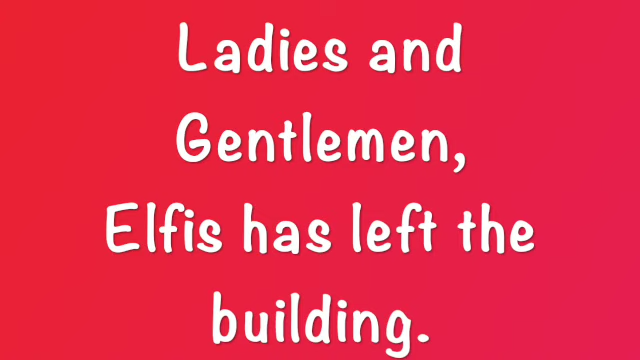 Ladies and
Gentlemen,
Elfis has left the
building.